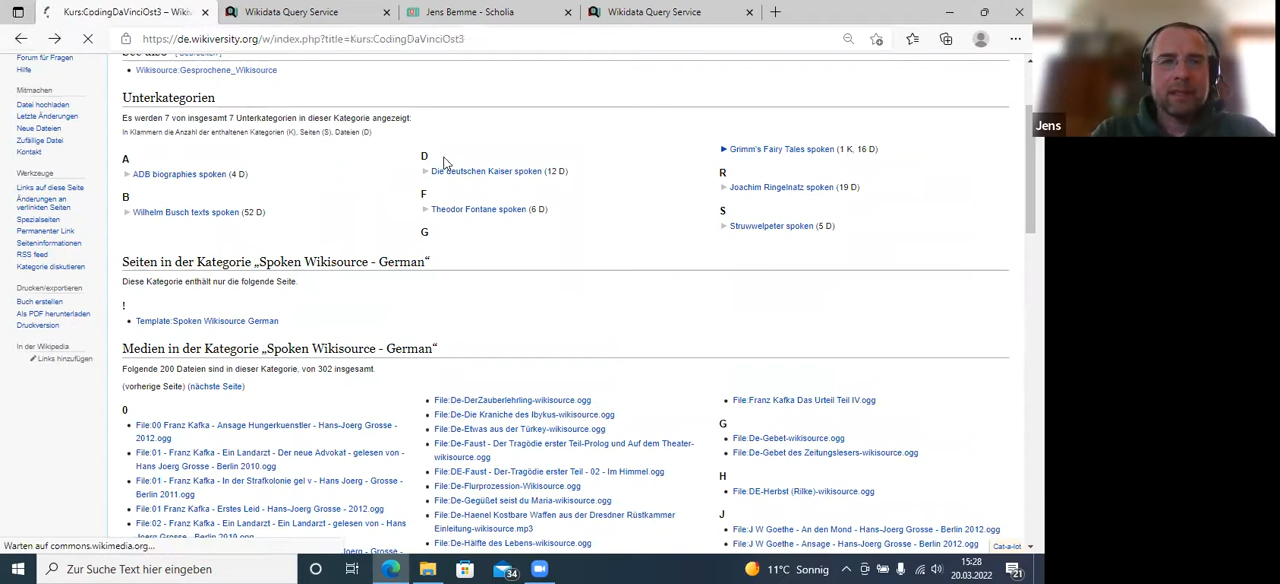 Kurs:CodingDaVinciOst3 – Wikiv
Wikidata Query Service
Jens Bemme - Scholia
Wikidata Query Service
https://de.wikiversity.org/w/index.php?title=Kurs:CodingDaVinciOst3
Jens
Forum für Fragen
Hilfe
Mitmachen
Datei hochladen
Letzte Änderungen
Neue Dateien
Zufällige Datei
Kontakt
Werkzeuge
Links auf diese Seite
Änderungen an
verlinkten Seiten
Spezialseiten
Permanenter Link
Seiteninformationen
RSS feed
Kategorie diskutieren
Drucken/exportieren
Buch erstellen
Als PDF herunterladen
Druckversion
In der Wikipedia
Links hinzufügen
Wikisource:Gesprochene_Wikisource
Unterkategorien
Es werden 7 von insgesamt 7 Unterkategorien in dieser Kategorie angezeigt:
In Klammern die Anzahl der enthaltenen Kategorien (K), Seiten (S), Dateien (D)
A
ADB biographies spoken (4 D)
B
Wilhelm Busch texts spoken (52 D)
D
Die deutschen Kaiser spoken (12 D)
F
Theodor Fontane spoken (6 D)
G
Grimm's Fairy Tales spoken (1 K, 16 D)
R
Joachim Ringelnatz spoken (19 D)
S
Struwwelpeter spoken (5 D)
Seiten in der Kategorie „Spoken Wikisource - German“
Diese Kategorie enthält nur die folgende Seite.
!
Template:Spoken Wikisource German
Medien in der Kategorie „Spoken Wikisource - German“
Folgende 200 Dateien sind in dieser Kategorie, von 302 insgesamt.
(vorherige Seite) (nächste Seite)
0
File:00 Franz Kafka - Ansage Hungerkuenstler - Hans-Joerg Grosse -
2012.ogg
File:01 - Franz Kafka - Ein Landarzt - Der neue Advokat - gelesen von -
Hans Joerg Grosse - Berlin 2010.ogg
File:01 - Franz Kafka - In der Strafkolonie gel v - Hans Joerg - Grosse -
Berlin 2011.ogg
File:01 Franz Kafka - Erstes Leid - Hans-Joerg Grosse - 2012.ogg
File:02 - Franz Kafka - Ein Landarzt - Ein Landarzt - gelesen von - Hans
Joerg Grosse - Berlin 2010.ogg
File:De-DerZauberlehrling-wikisource.ogg
File:De-Die Kraniche des Ibykus-wikisource.ogg
File:De-Etwas aus der Türkey-wikisource.ogg
File:DE-Faust - Der Tragödie erster Teil-Prolog und Auf dem Theater-
wikisource.ogg
File:DE-Faust - Der-Tragödie erster Teil - 02 - Im Himmel.ogg
File:DE-Flurprozession-Wikisource.ogg
File:De-Gegüßet seist du Maria-wikisource.ogg
File:De-Haenel Kostbare Waffen aus der Dresdner Rüstkammer
Einleitung-wikisource.mp3
File:De-Hälfte des Lebens-wikisource.ogg
File:Franz Kafka Das Urteil Teil IV.ogg
G
File:De-Gebet-wikisource.ogg
File:De-Gebet des Zeitungslesers-wikisource.ogg
H
File:DE-Herbst (Rilke)-wikisource.ogg
J
File:J W Goethe - An den Mond - Hans-Joerg Grosse - Berlin 2012.ogg
File:J W Goethe - Ansage - Hans-Joerg Grosse - Berlin 2012.ogg
Cat-a-lot
Warten auf commons.wikimedia.org...
Zur Suche Text hier eingeben
34
11°C Sonnig
15:28
20.03.2022
21